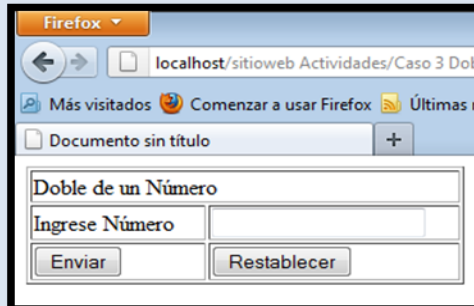 Firefox
localhost/sitioweb Actividades/Caso 3 Dob
Más visitados Comenzar a usar Firefox Últimas
Documento sin título +
Doble de un Número
Ingrese Número
Enviar Restablecer